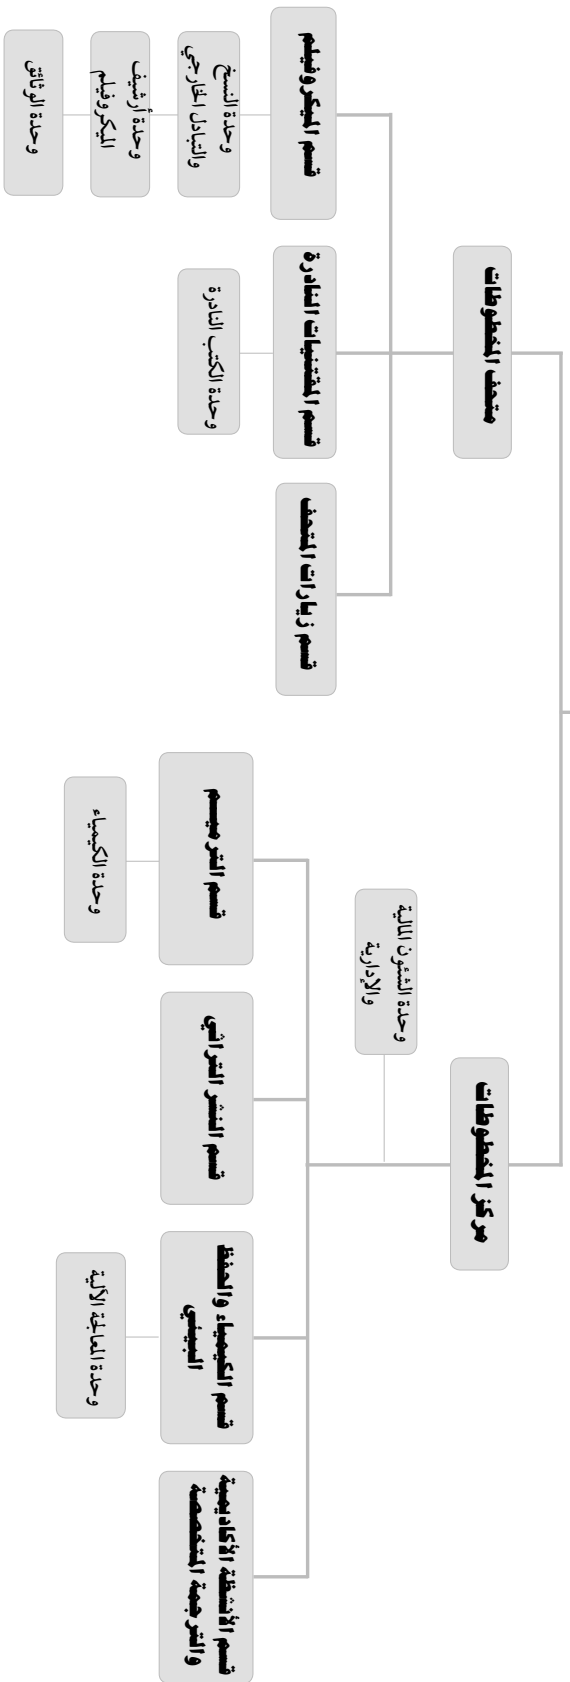 متحف المخطوطات
مركز المخطوطات
وحدة الشئون المالية
والإدارية
قسم الميكروفيلم
قسم المقتنيات النادرة
قسم زيارات المتحف
قسم الترميم
قسم النشر التراثي
قسم الكيمياء والحفظ
البيئي
قسم الأنشطة الأكاديمية
والترجمة المتخصصة
وحدة النسخ
والتبادل الخارجي
وحدة أرشيف
الميكروفيلم
وحدة الوثائق
وحدة الكتب النادرة
وحدة الكيمياء
وحدة المعالجة الآلية